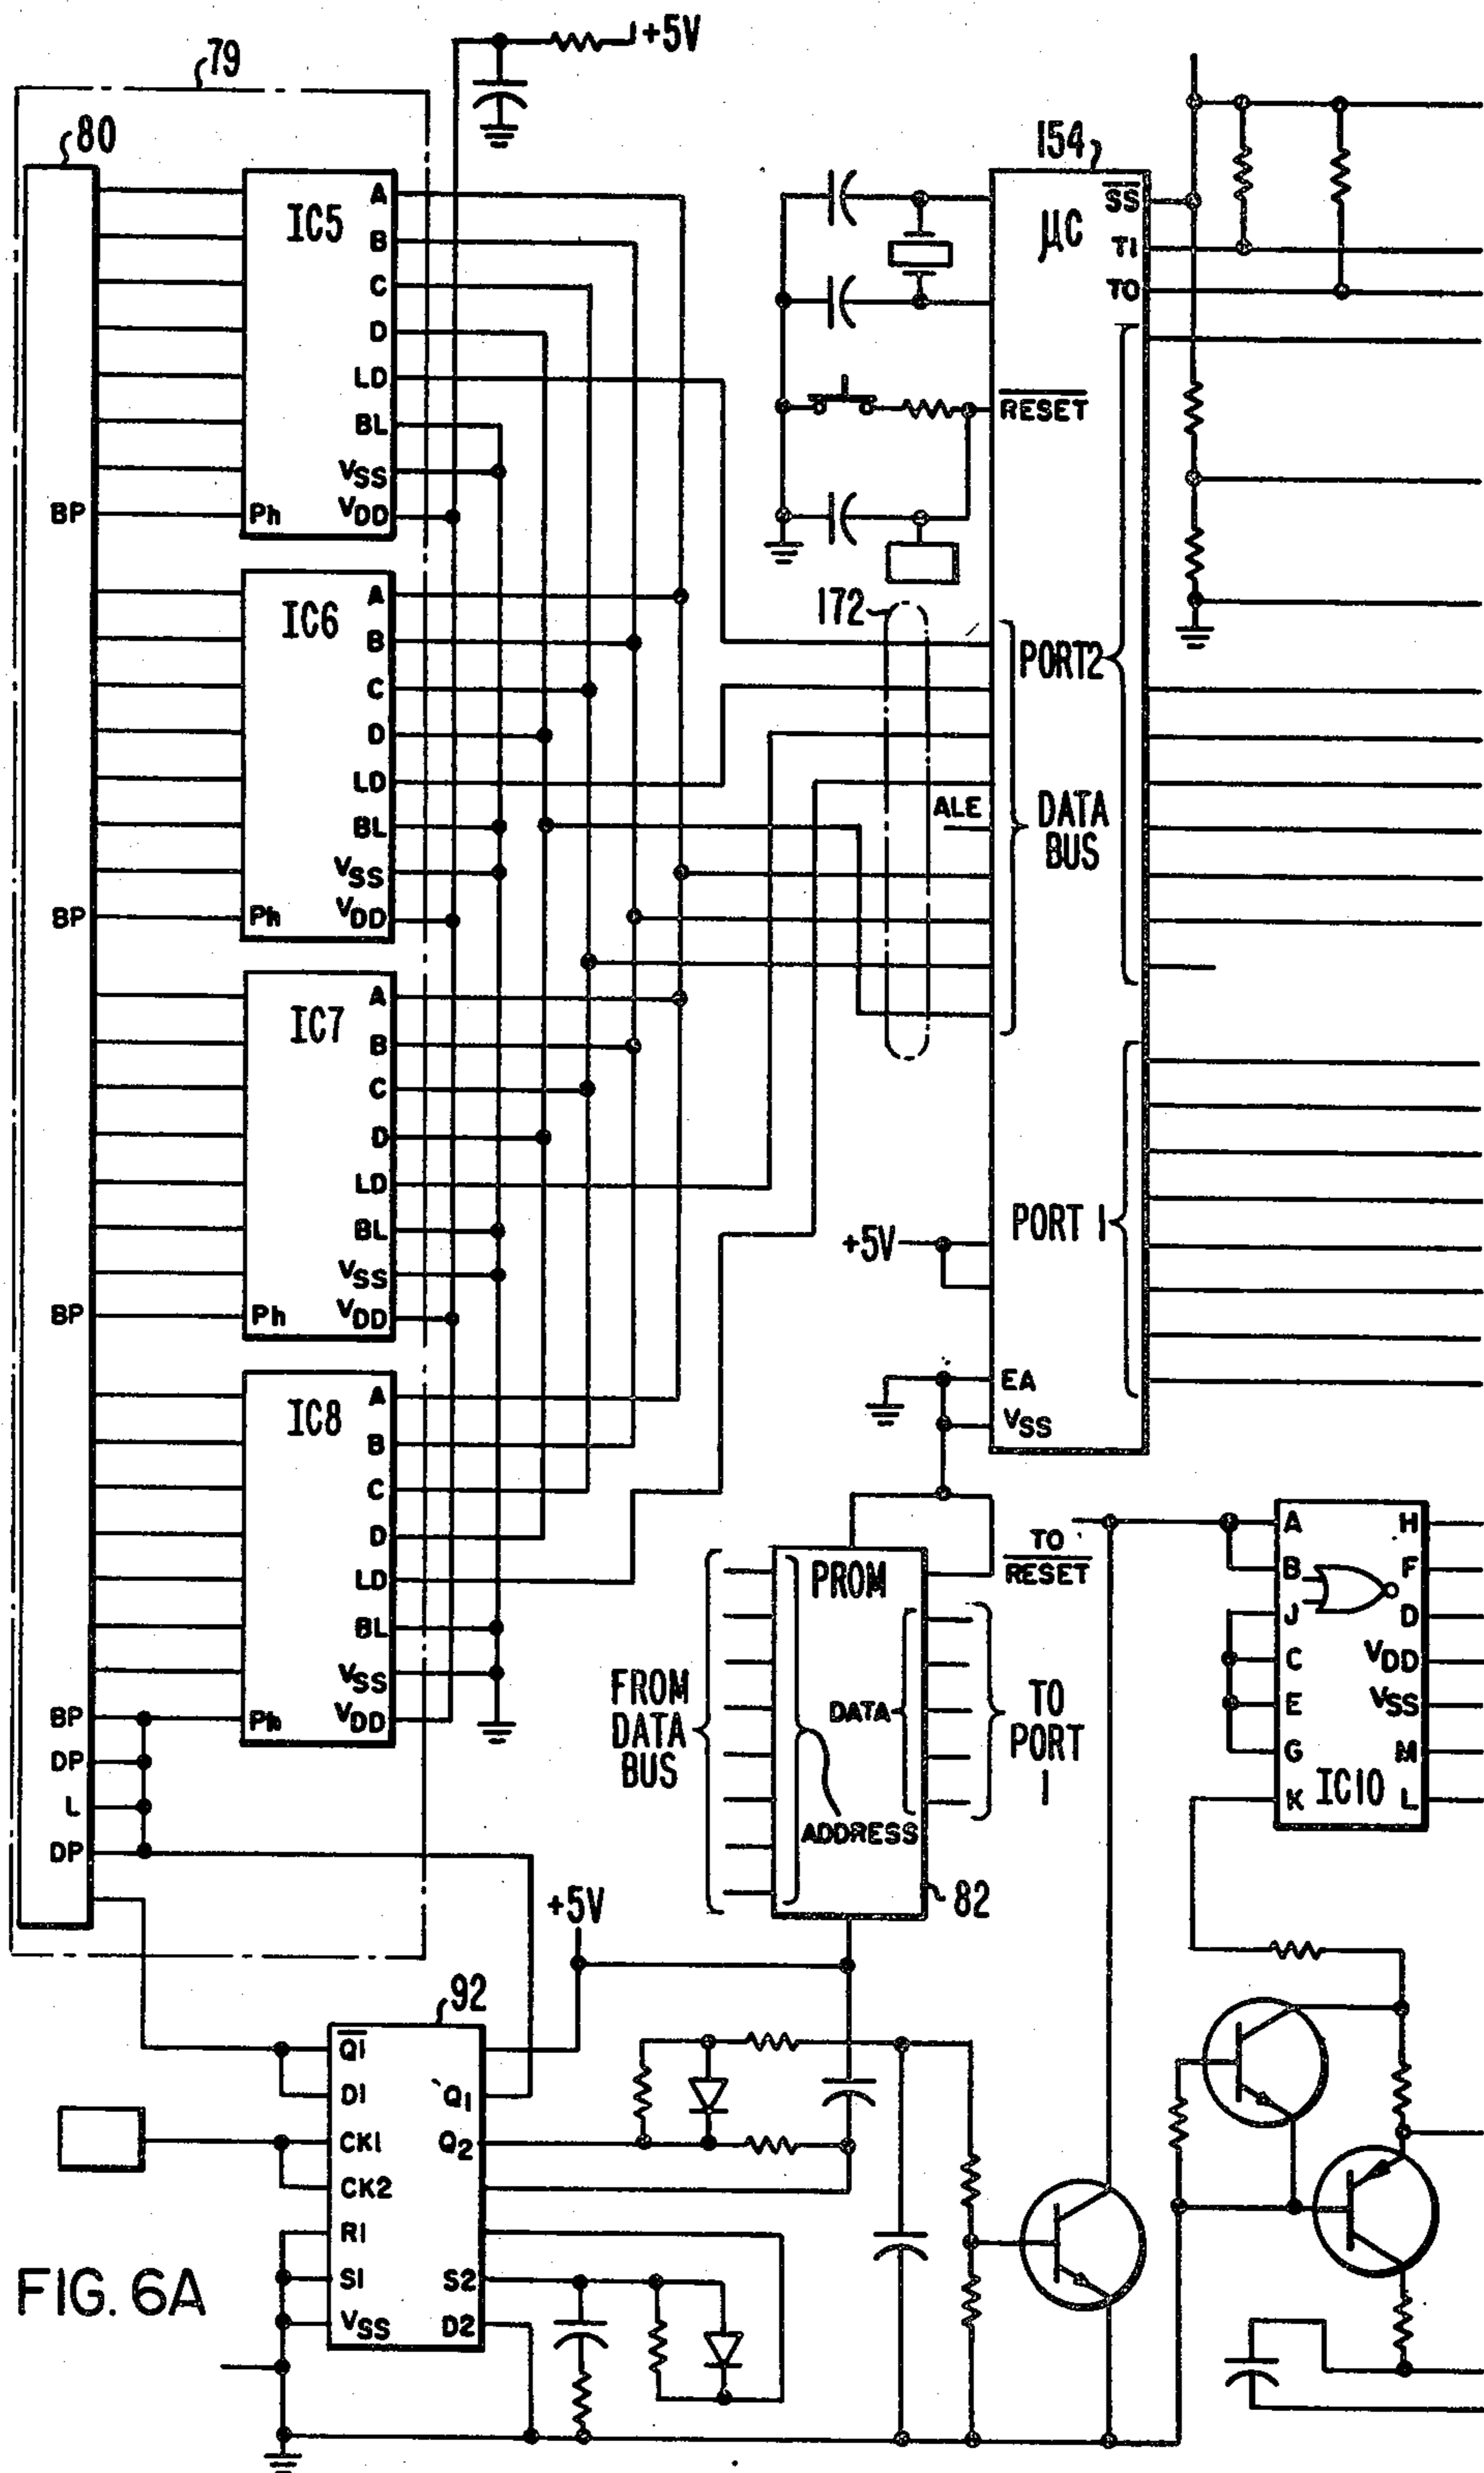 +5V
79
80
154
IC5
A
B
C
D
LD
BL
VSS
VDD
BP
Ph
µC
SS
T1
TO
RESET
172
IC6
A
B
C
D
LD
BL
VSS
VDD
BP
Ph
PORT2
ALE
DATA
BUS
IC7
A
B
C
D
LD
BL
VSS
VDD
BP
Ph
+5V
PORT 1
EA
VSS
IC8
A
B
C
D
LD
BL
VSS
VDD
BP
Ph
DP
L
DP
PROM
TO
RESET
FROM
DATA
BUS
DATA
TO
PORT
1
ADDRESS
82
A
B
J
C
E
G
K
H
F
D
VDD
VSS
M
L
IC10
+5V
92
Q1
D1
CK1
CK2
R1
S1
VSS
Q1
Q2
S2
D2
FIG. 6A